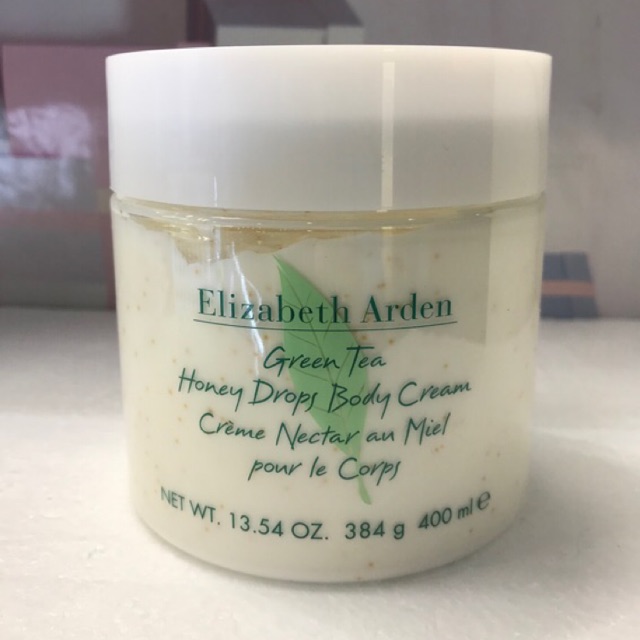 Elizabeth Arden
Green Tea
Honey Drops Body Cream
Crème Nectar au Miel
pour le Corps
NET WT. 13.54 OZ. 384 g 400 ml ℮